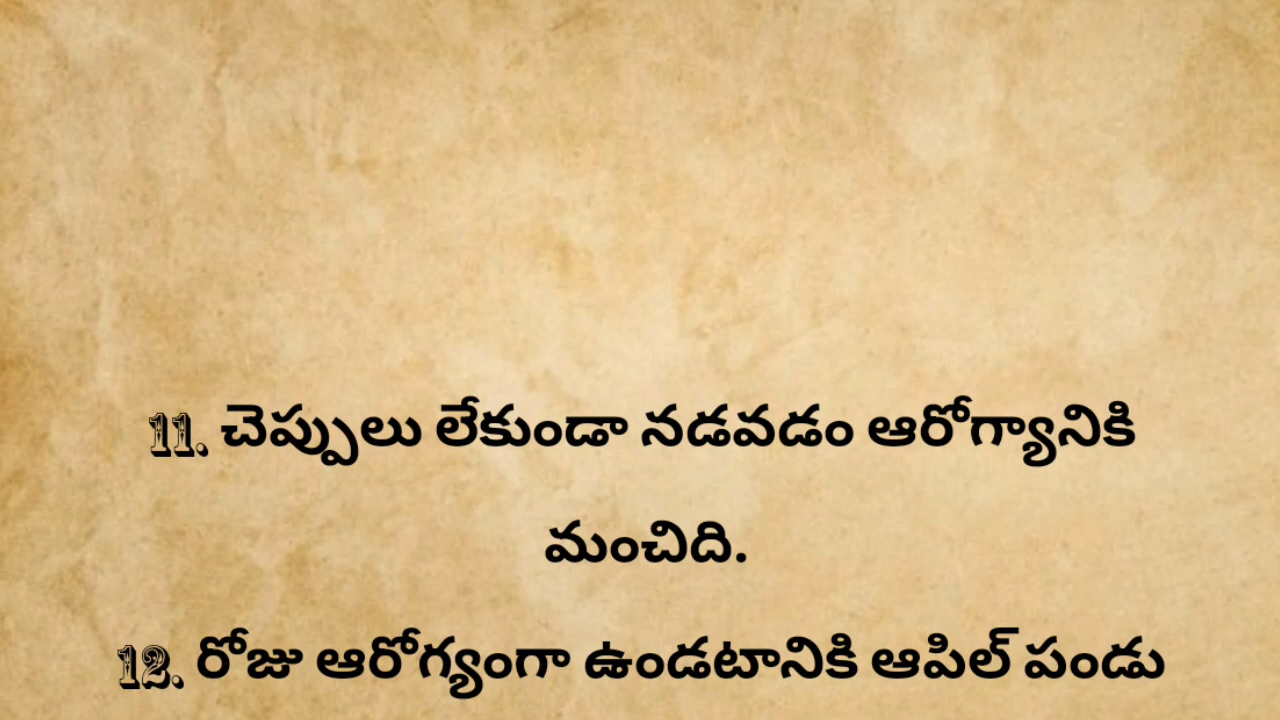 11. చెప్పులు లేకుండా నడవడం ఆరోగ్యానికి
మంచిది.
12. రోజు ఆరోగ్యంగా ఉండటానికి ఆపిల్ పండు